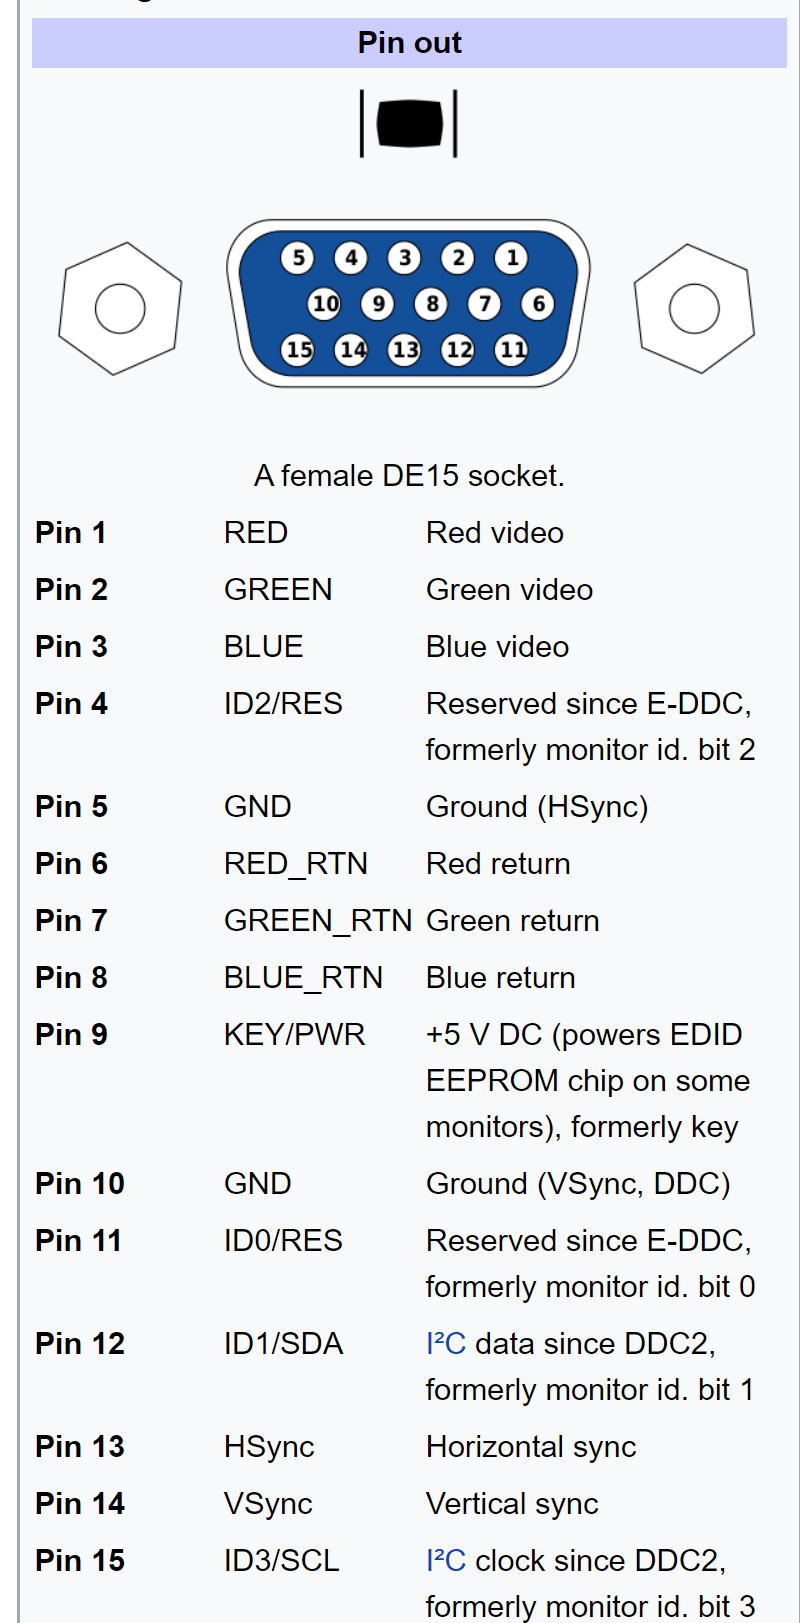 Pin out
5 4 3 2 1
10 9 8 7 6
15 14 13 12 11
A female DE15 socket.
Pin 1 RED Red video
Pin 2 GREEN Green video
Pin 3 BLUE Blue video
Pin 4 ID2/RES Reserved since E-DDC,
formerly monitor id. bit 2
Pin 5 GND Ground (HSync)
Pin 6 RED_RTN Red return
Pin 7 GREEN_RTN Green return
Pin 8 BLUE_RTN Blue return
Pin 9 KEY/PWR +5 V DC (powers EDID
EEPROM chip on some
monitors), formerly key
Pin 10 GND Ground (VSync, DDC)
Pin 11 ID0/RES Reserved since E-DDC,
formerly monitor id. bit 0
Pin 12 ID1/SDA I²C data since DDC2,
formerly monitor id. bit 1
Pin 13 HSync Horizontal sync
Pin 14 VSync Vertical sync
Pin 15 ID3/SCL I²C clock since DDC2,
formerly monitor id. bit 3